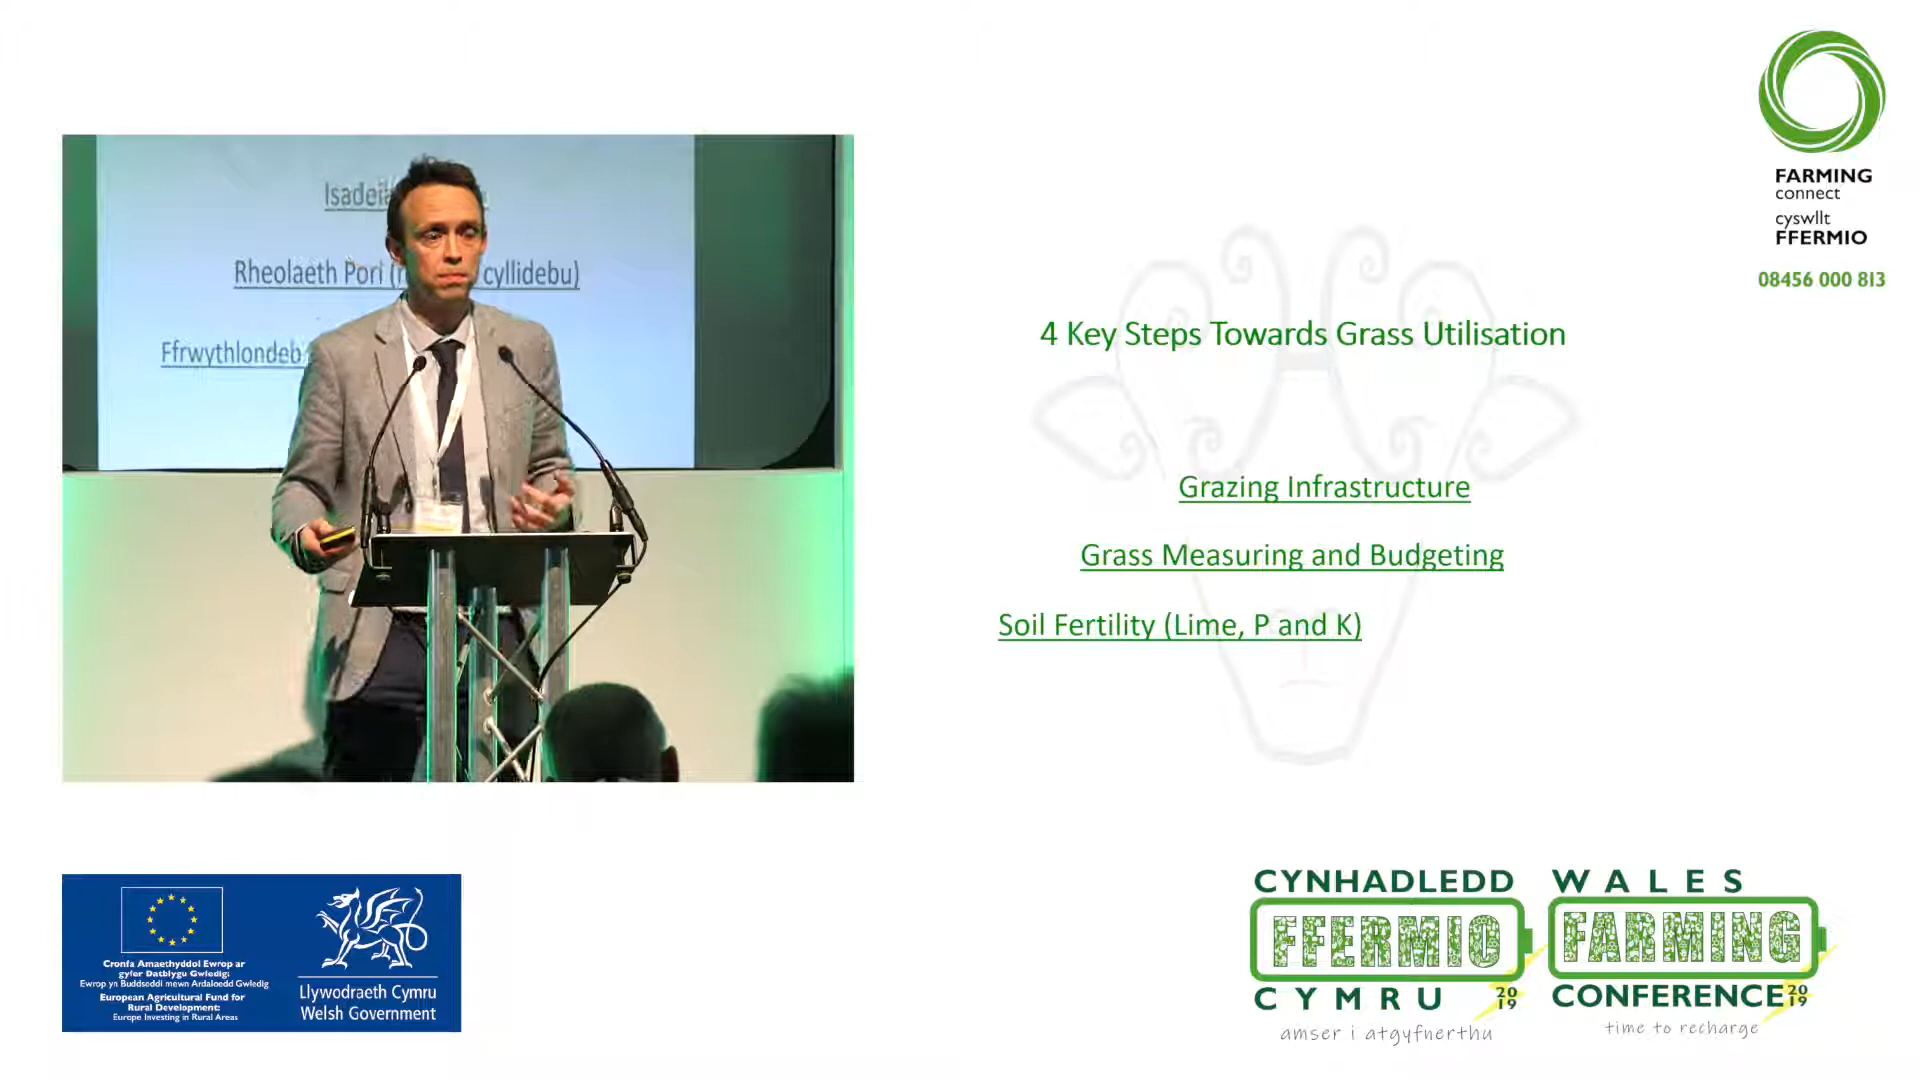 Rheolaeth Pori
cyllidebu)
Ffrwythlondeb
4 Key Steps Towards Grass Utilisation
Grazing Infrastructure
Grass Measuring and Budgeting
Soil Fertility (Lime, P and K)
FARMING
connect
cyswllt
FFERMIO
08456 000 813
Cronfa Amaethyddol Ewrop ar
gyfer Datblygu Gwledig:
Ewrop yn Buddsoddi mewn Ardaloedd Gwledig
European Agricultural Fund for
Rural Development:
Europe Investing in Rural Areas
Llywodraeth Cymru
Welsh Government
CYNHADLEDD
FFERMIO
CYMRU 2019
amser i atgyfnerthu
WALES
FARMING
CONFERENCE 2019
time to recharge